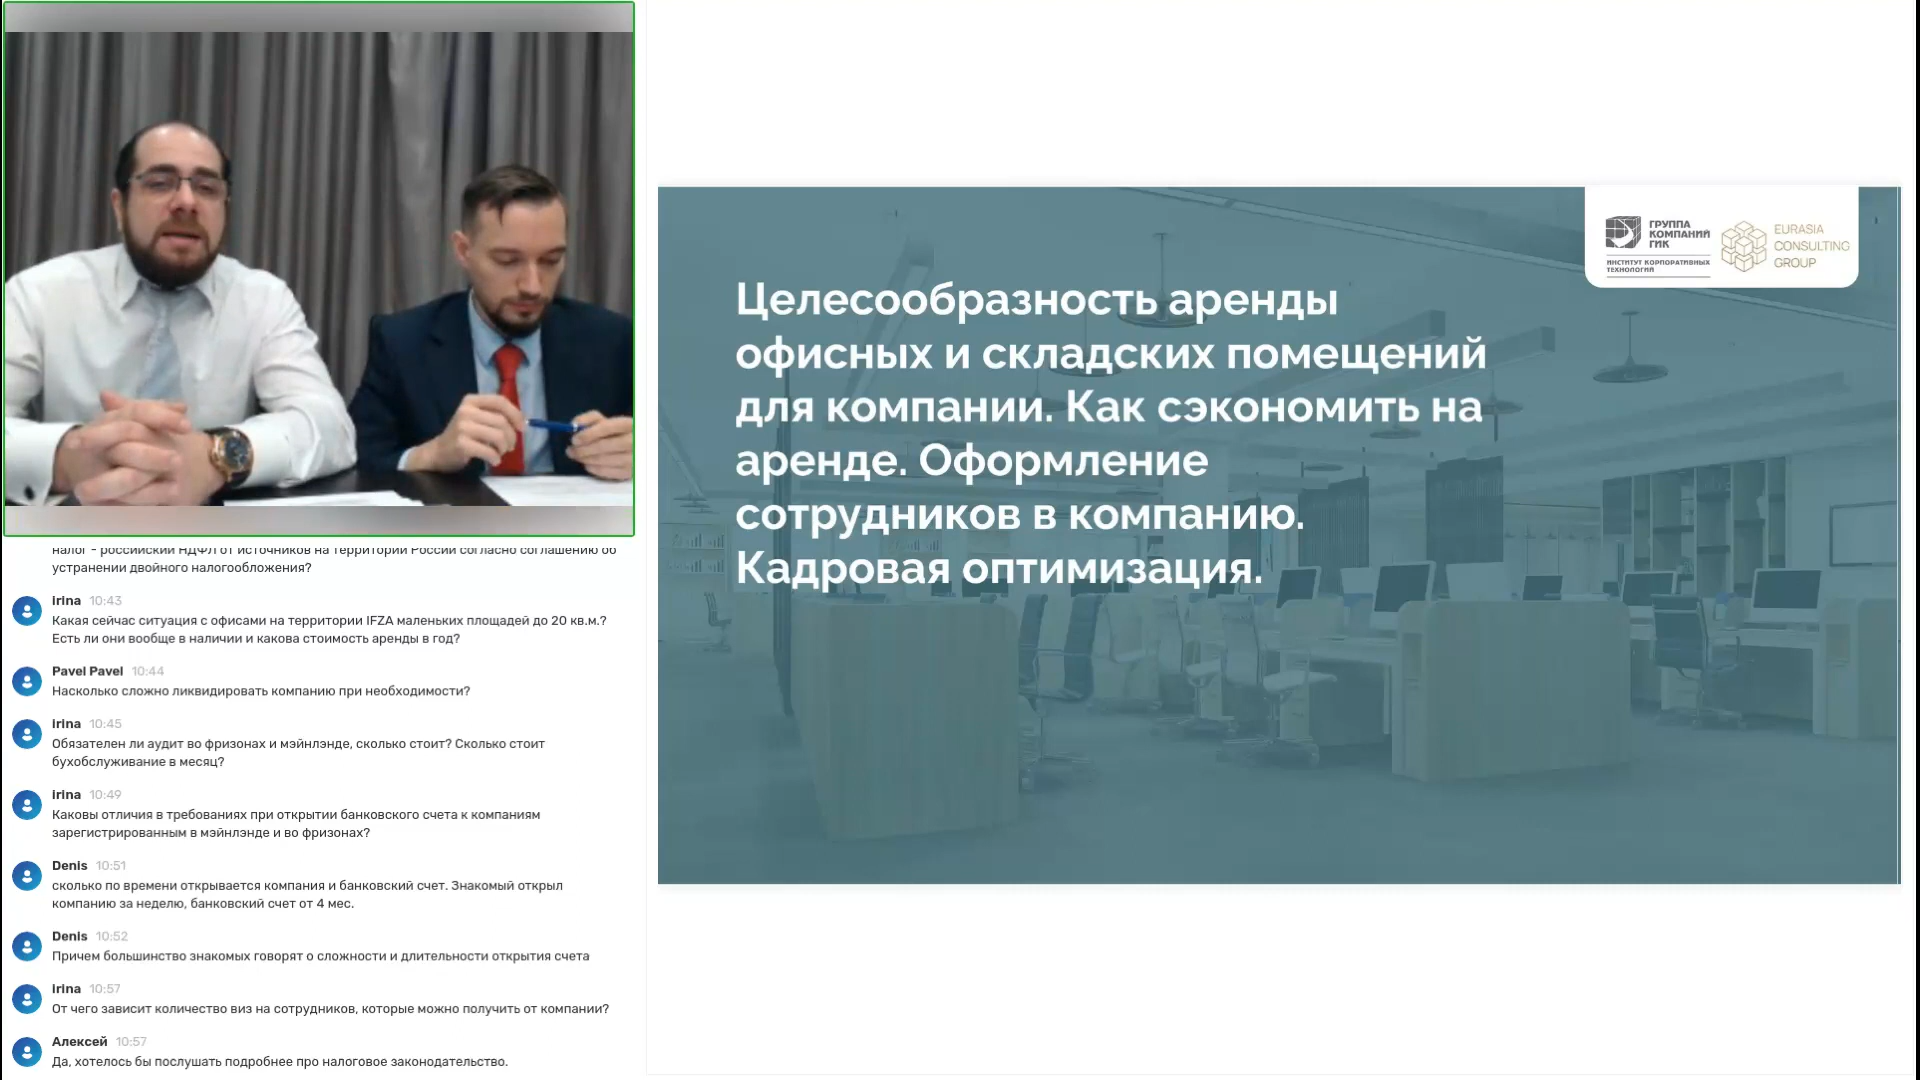 налог - российский НДФЛ от источников на территории России согласно соглашению об
устранении двойного налогообложения?
irina 10:43
Какая сейчас ситуация с офисами на территории IFZA маленьких площадей до 20 кв.м.?
Есть ли они вообще в наличии и какова стоимость аренды в год?
Pavel Pavel 10:44
Насколько сложно ликвидировать компанию при необходимости?
irina 10:45
Обязателен ли аудит во фризонах и мэйнлэнде, сколько стоит? Сколько стоит
бухобслуживание в месяц?
irina 10:49
Каковы отличия в требованиях при открытии банковского счета к компаниям
зарегистрированным в мэйнлэнде и во фризонах?
Denis 10:51
сколько по времени открывается компания и банковский счет. Знакомый открыл
компанию за неделю, банковский счет от 4 мес.
Denis 10:52
Причем большинство знакомых говорят о сложности и длительности открытия счета
irina 10:57
От чего зависит количество виз на сотрудников, которые можно получить от компании?
Алексей 10:57
Да, хотелось бы послушать подробнее про налоговое законодательство.
ГРУППА
КОМПАНИЙ
ГИК
ИНСТИТУТ КОРПОРАТИВНЫХ
ТЕХНОЛОГИЙ
EURASIA
CONSULTING
GROUP
Целесообразность аренды
офисных и складских помещений
для компании. Как сэкономить на
аренде. Оформление
сотрудников в компанию.
Кадровая оптимизация.